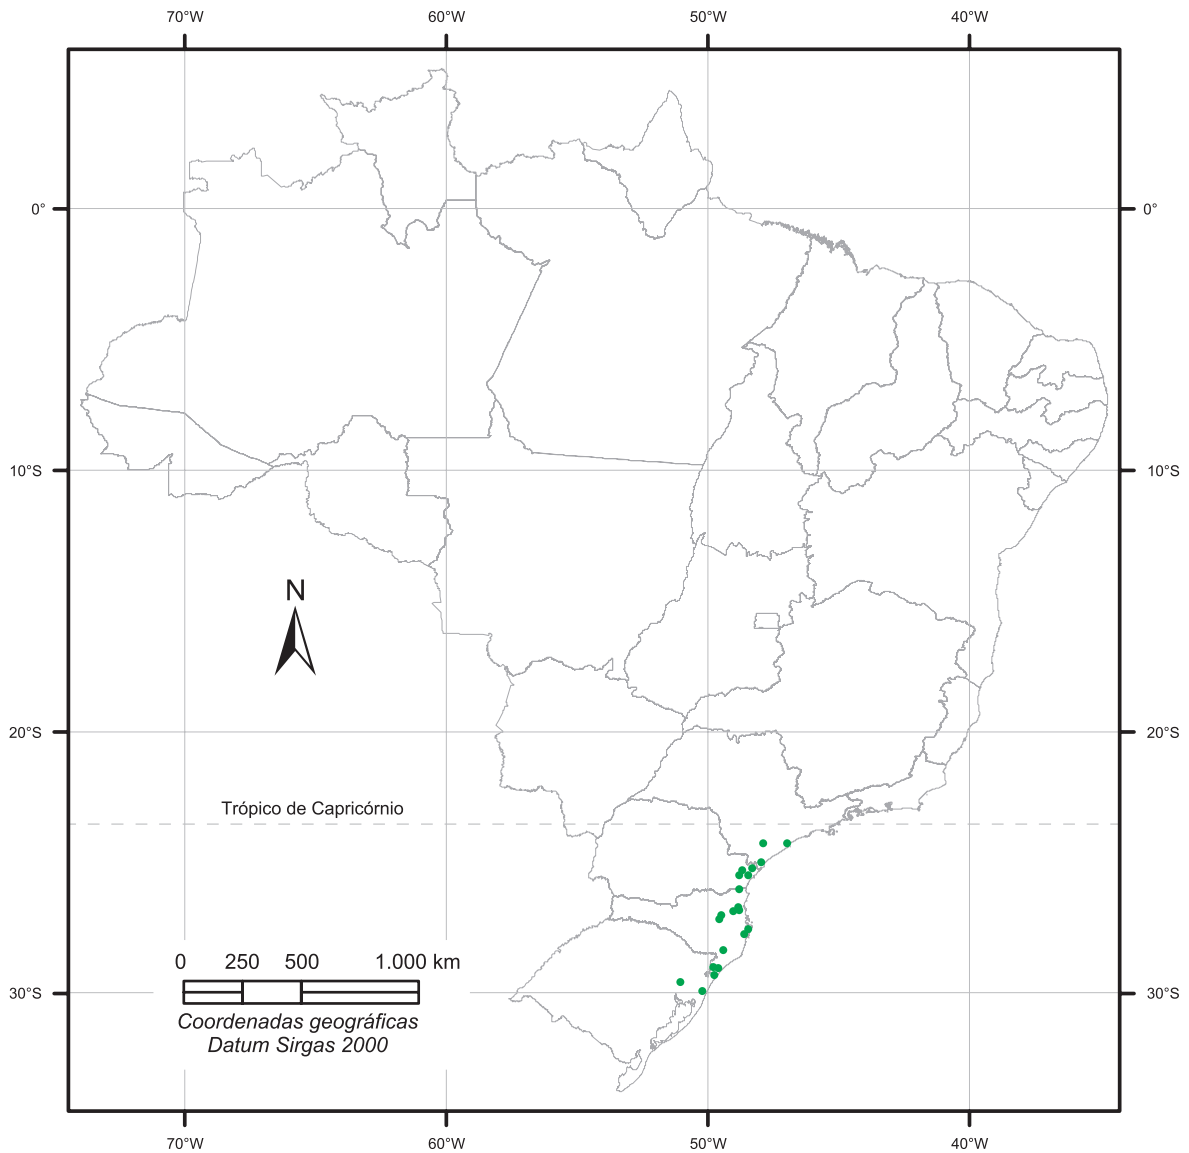 70°W 60°W 50°W 40°W
0° 0°
10°S 10°S
N
20°S 20°S
Trópico de Capricórnio
0 250 500 1.000 km
30°S 30°S
Coordenadas geográficas
Datum Sirgas 2000
70°W 60°W 50°W 40°W